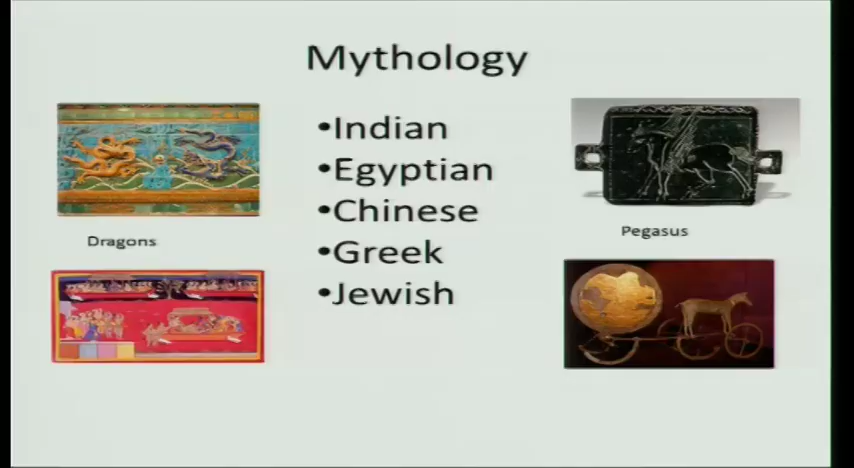 Mythology
•Indian
•Egyptian
•Chinese
•Greek
•Jewish
Dragons
Pegasus